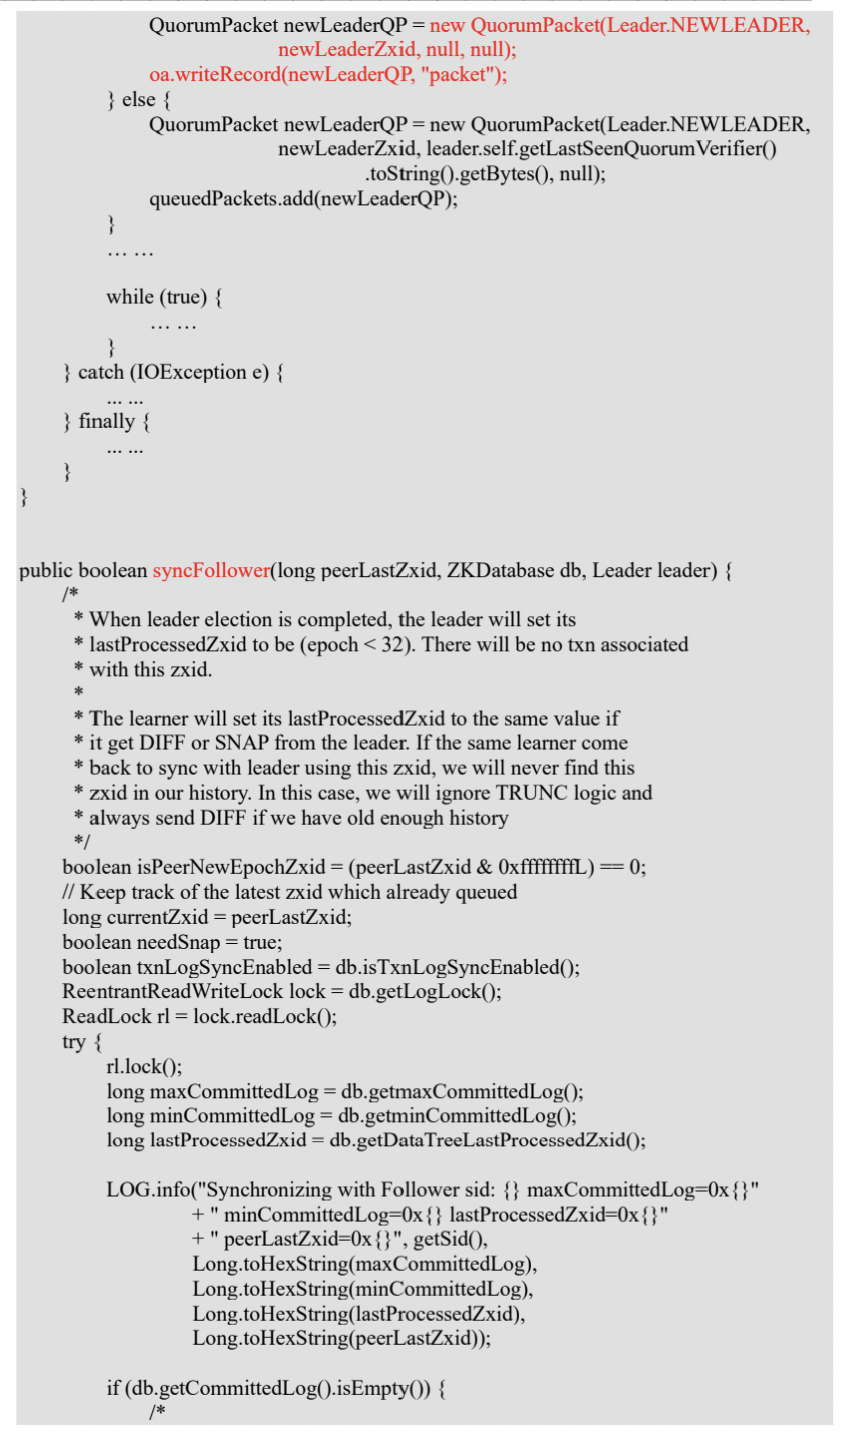 QuorumPacket newLeaderQP = new QuorumPacket(Leader.NEWLEADER,
newLeaderZxid, null, null);
oa.writeRecord(newLeaderQP, "packet");
} else {
QuorumPacket newLeaderQP = new QuorumPacket(Leader.NEWLEADER,
newLeaderZxid, leader.self.getLastSeenQuorumVerifier()
.toString().getBytes(), null);
queuedPackets.add(newLeaderQP);
}
… …
while (true) {
… …
}
} catch (IOException e) {
... ...
} finally {
... ...
}
}
public boolean syncFollower(long peerLastZxid, ZKDatabase db, Leader leader) {
/*
* When leader election is completed, the leader will set its
* lastProcessedZxid to be (epoch < 32). There will be no txn associated
* with this zxid.
*
* The learner will set its lastProcessedZxid to the same value if
* it get DIFF or SNAP from the leader. If the same learner come
* back to sync with leader using this zxid, we will never find this
* zxid in our history. In this case, we will ignore TRUNC logic and
* always send DIFF if we have old enough history
*/
boolean isPeerNewEpochZxid = (peerLastZxid & 0xffffffffL) == 0;
// Keep track of the latest zxid which already queued
long currentZxid = peerLastZxid;
boolean needSnap = true;
boolean txnLogSyncEnabled = db.isTxnLogSyncEnabled();
ReentrantReadWriteLock lock = db.getLogLock();
ReadLock rl = lock.readLock();
try {
rl.lock();
long maxCommittedLog = db.getmaxCommittedLog();
long minCommittedLog = db.getminCommittedLog();
long lastProcessedZxid = db.getDataTreeLastProcessedZxid();
LOG.info("Synchronizing with Follower sid: {} maxCommittedLog=0x{}"
+ " minCommittedLog=0x{} lastProcessedZxid=0x{}"
+ " peerLastZxid=0x{}", getSid(),
Long.toHexString(maxCommittedLog),
Long.toHexString(minCommittedLog),
Long.toHexString(lastProcessedZxid),
Long.toHexString(peerLastZxid));
if (db.getCommittedLog().isEmpty()) {
/*